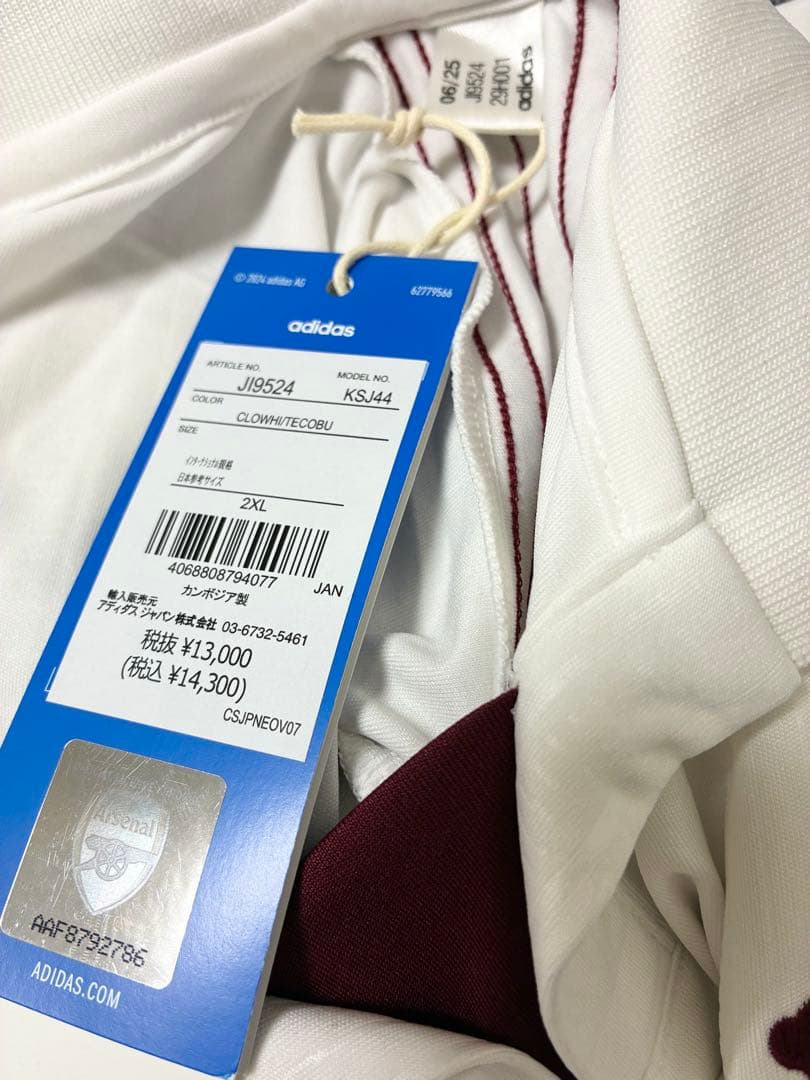 06/25
JI9524
29H001
adidas
© 2024 adidas AG
62779566
adidas
ARTICLE NO.
JI9524
MODEL NO.
KSJ44
COLOR
CLOWHI/TECOBU
SIZE
インターナショナル規格
日本参考サイズ
2XL
4068808794077
JAN
カンボジア製
輸入販売元
アディダス ジャパン株式会社 03-6732-5461
税抜 ¥13,000
(税込 ¥14,300)
CSJPNEOV07
Arsenal
AAF8792786
ADIDAS.COM